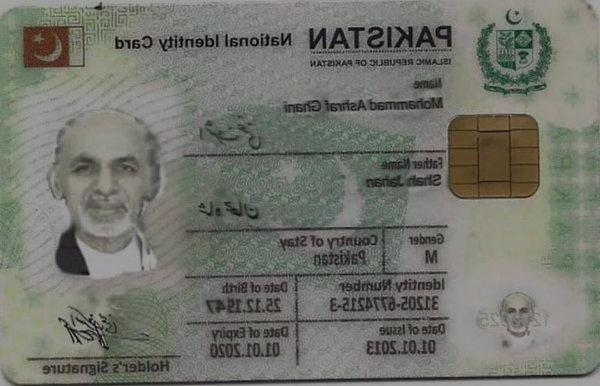 PAKISTAN
National Identity Card
ISLAMIC REPUBLIC OF PAKISTAN
Name
Mohammad Ashraf Ghani
Father Name
Shah Jahan
Gender
Country of Stay
M
Pakistan
Identity Number
Date of Birth
31205-6774215-3
25.12.1947
Date of Issue
Date of Expiry
01.01.2013
01.01.2020
Holder's Signature